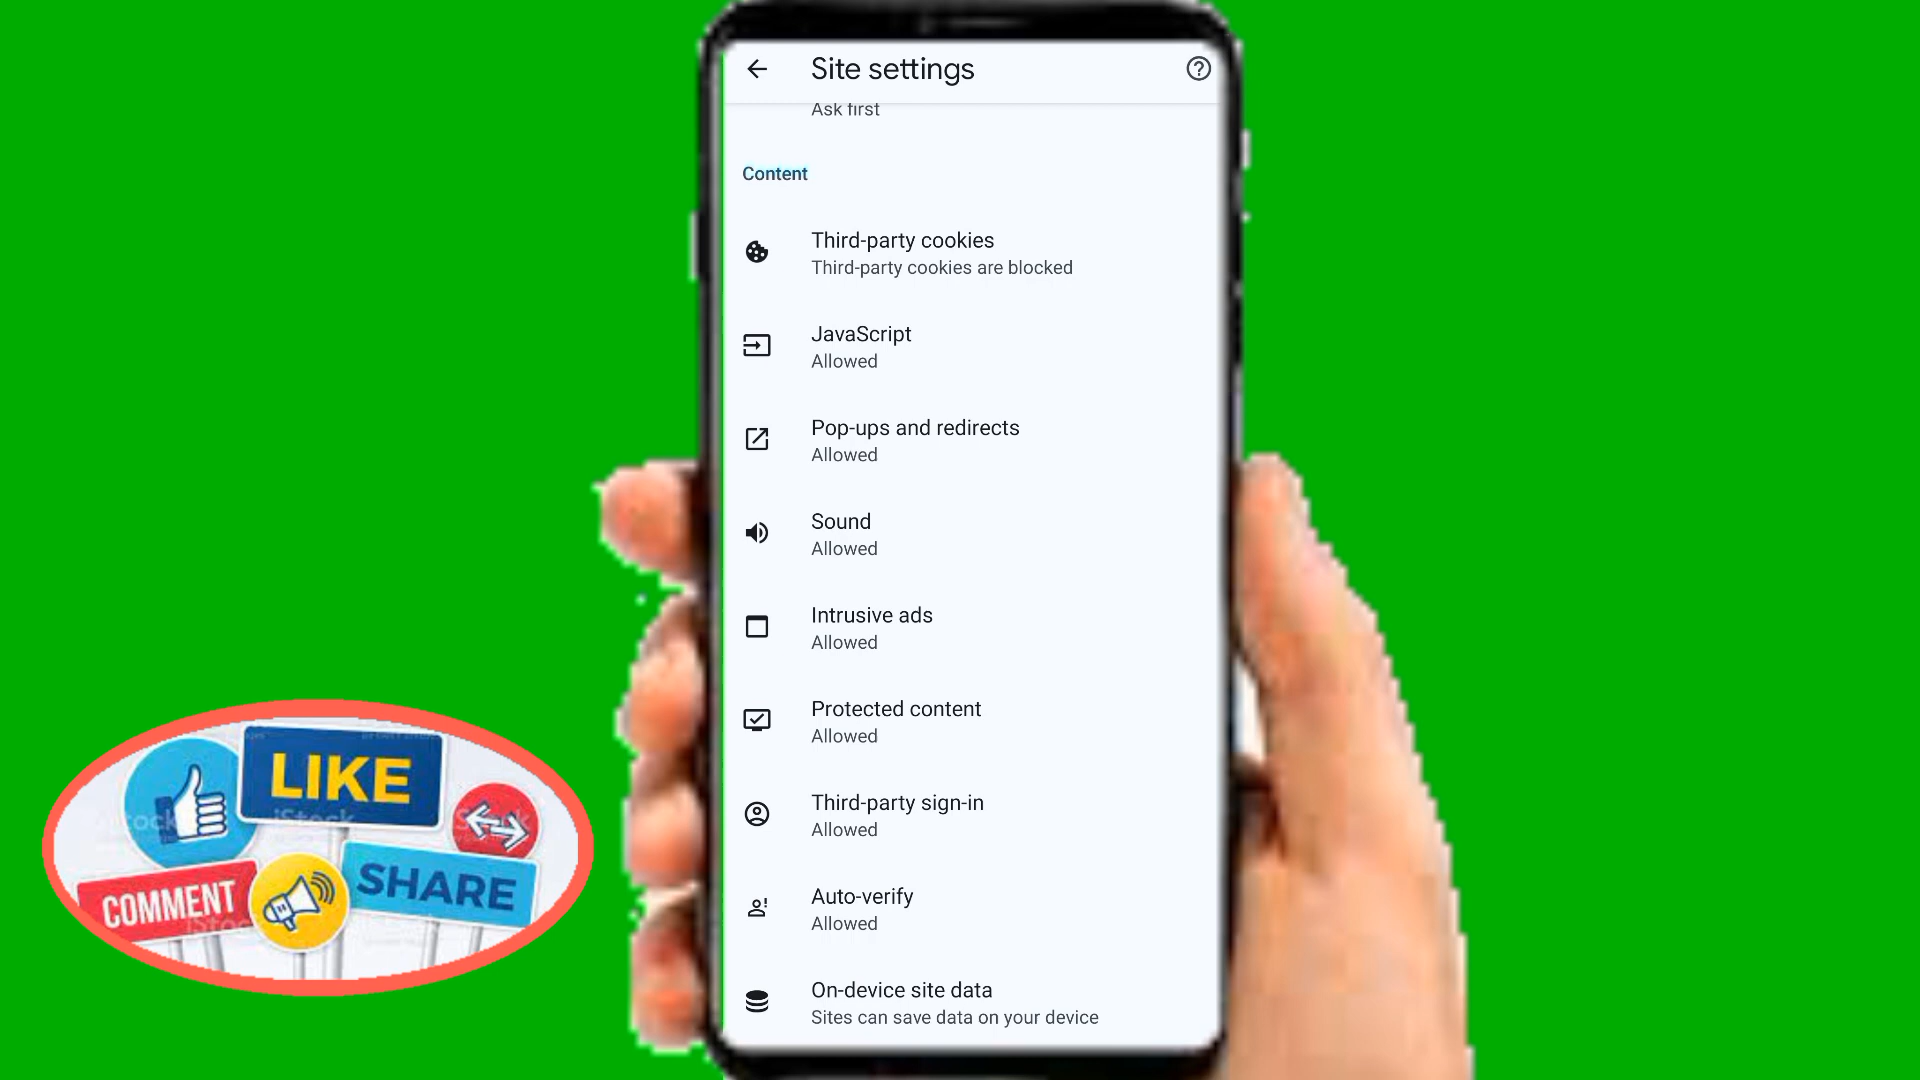 Site settings
Ask first
Content
Third-party cookies
Third-party cookies are blocked
JavaScript
Allowed
Pop-ups and redirects
Allowed
Sound
Allowed
Intrusive ads
Allowed
Protected content
Allowed
Third-party sign-in
Allowed
Auto-verify
Allowed
On-device site data
Sites can save data on your device
LIKE
iStock
COMMENT
SHARE
iStock